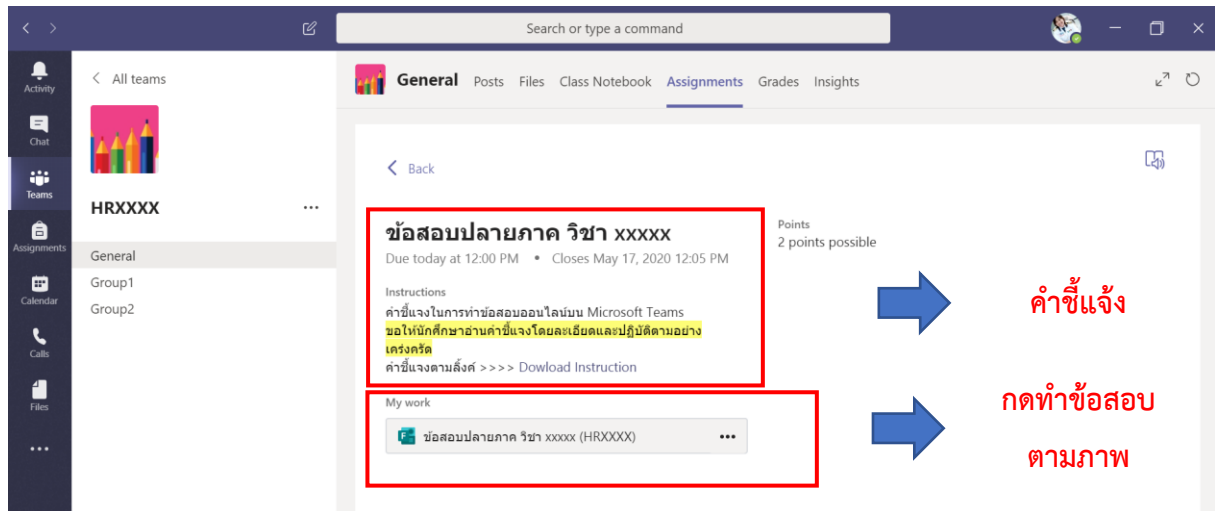 Search or type a command
Activity
Chat
Teams
Assignments
Calendar
Calls
Files
All teams
HRXXXX
General
Group1
Group2
General Posts Files Class Notebook Assignments Grades Insights
Back
ข้อสอบปลายภาค วิชา xxxxx
Due today at 12:00 PM • Closes May 17, 2020 12:05 PM
Points
2 points possible
Instructions
คำชี้แจงในการทำข้อสอบออนไลน์บน Microsoft Teams
ขอให้นักศึกษาอ่านคำชี้แจงโดยละเอียดและปฏิบัติตามอย่าง
เคร่งครัด
คำชี้แจงตามลิ้งค์ >>>> Dowload Instruction
คำชี้แจง
My work
ข้อสอบปลายภาค วิชา xxxxx (HRXXXX)
กดทำข้อสอบ
ตามภาพ